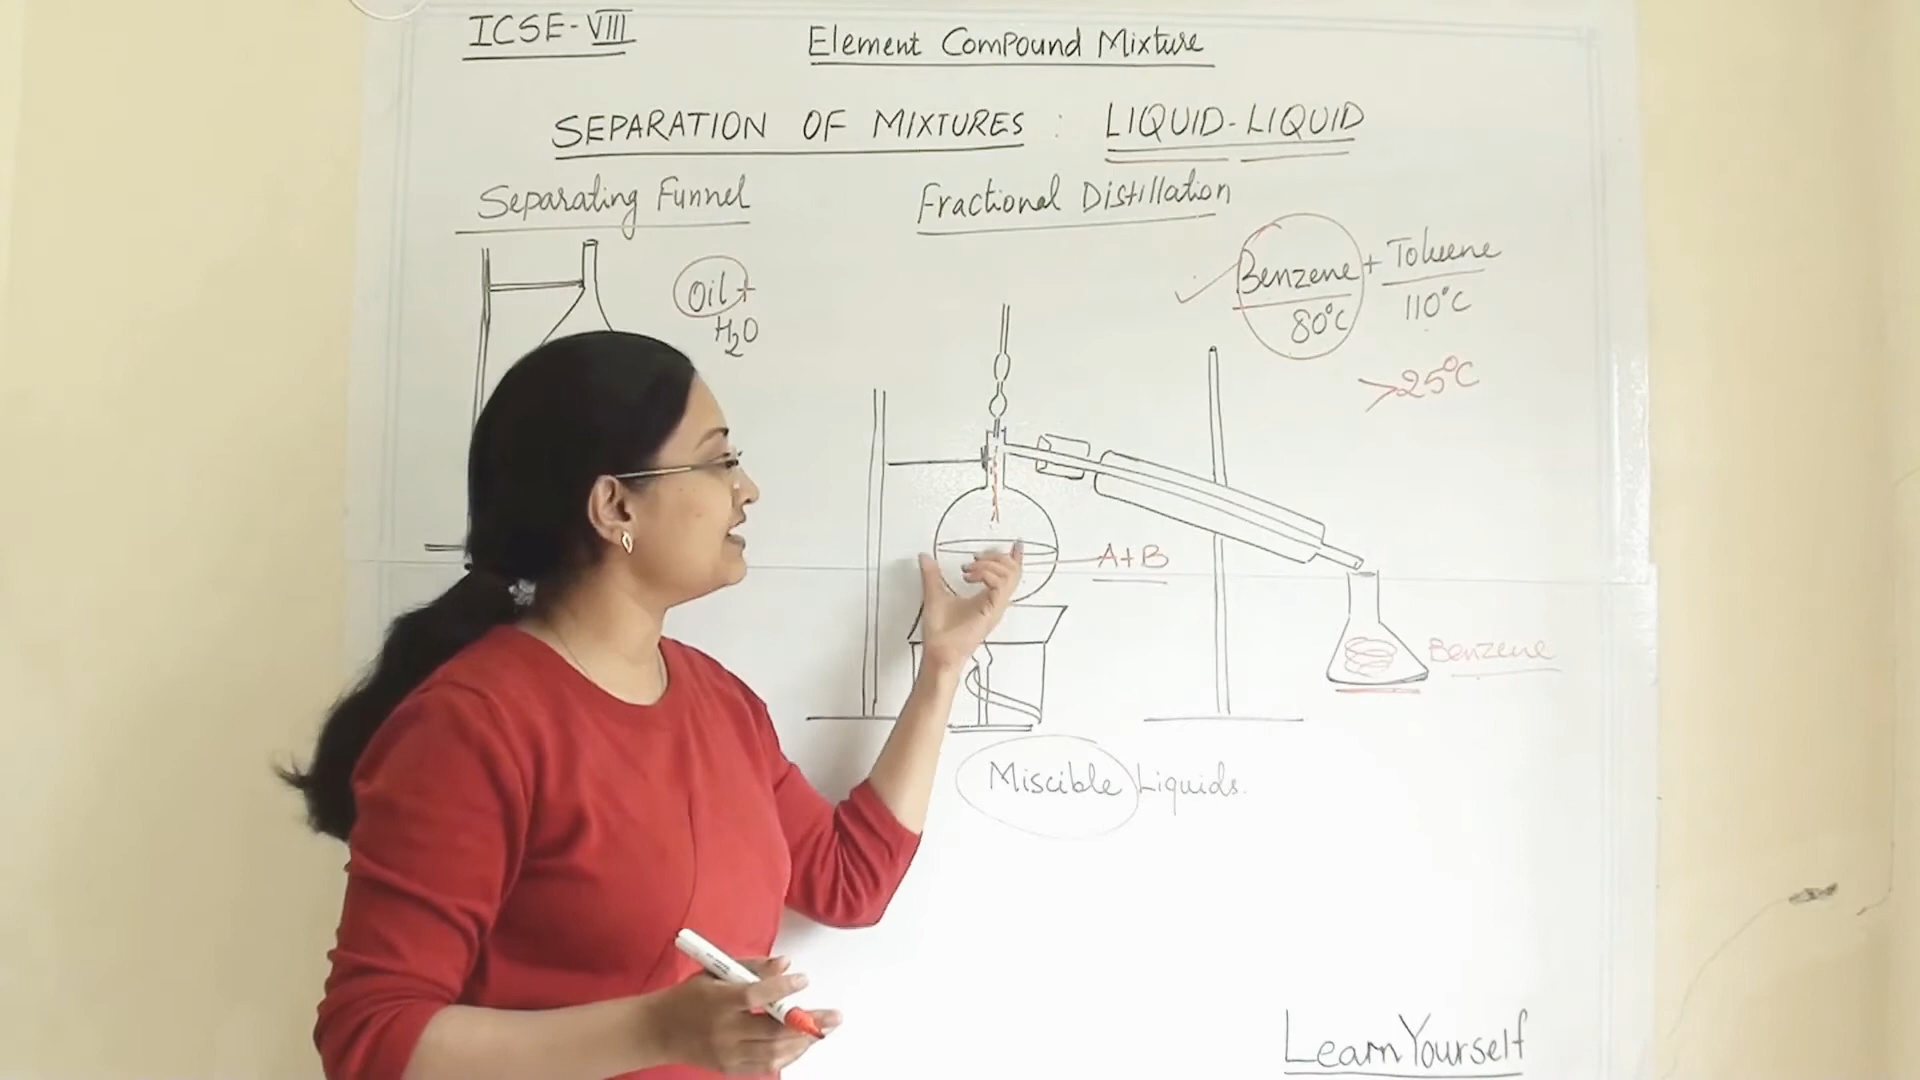 ICSE-VIII
Element Compound Mixture
SEPARATION OF MIXTURES : LIQUID-LIQUID
Separating Funnel
Fractional Distillation
Oil +
H₂O
Benzene + Toluene
80°C 110°C
>25°C
A+B
Benzene
Miscible Liquids.
Learn Yourself